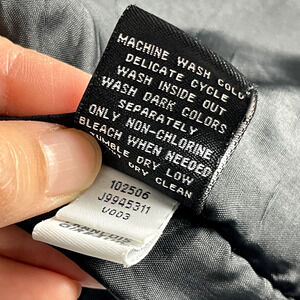 MACHINE WASH COLD
DELICATE CYCLE
WASH INSIDE OUT
WASH DARK COLORS
SEPARATELY
ONLY NON-CHLORINE
BLEACH WHEN NEEDED
TUMBLE DRY LOW
DRY CLEAN
102506
J9945311
V003